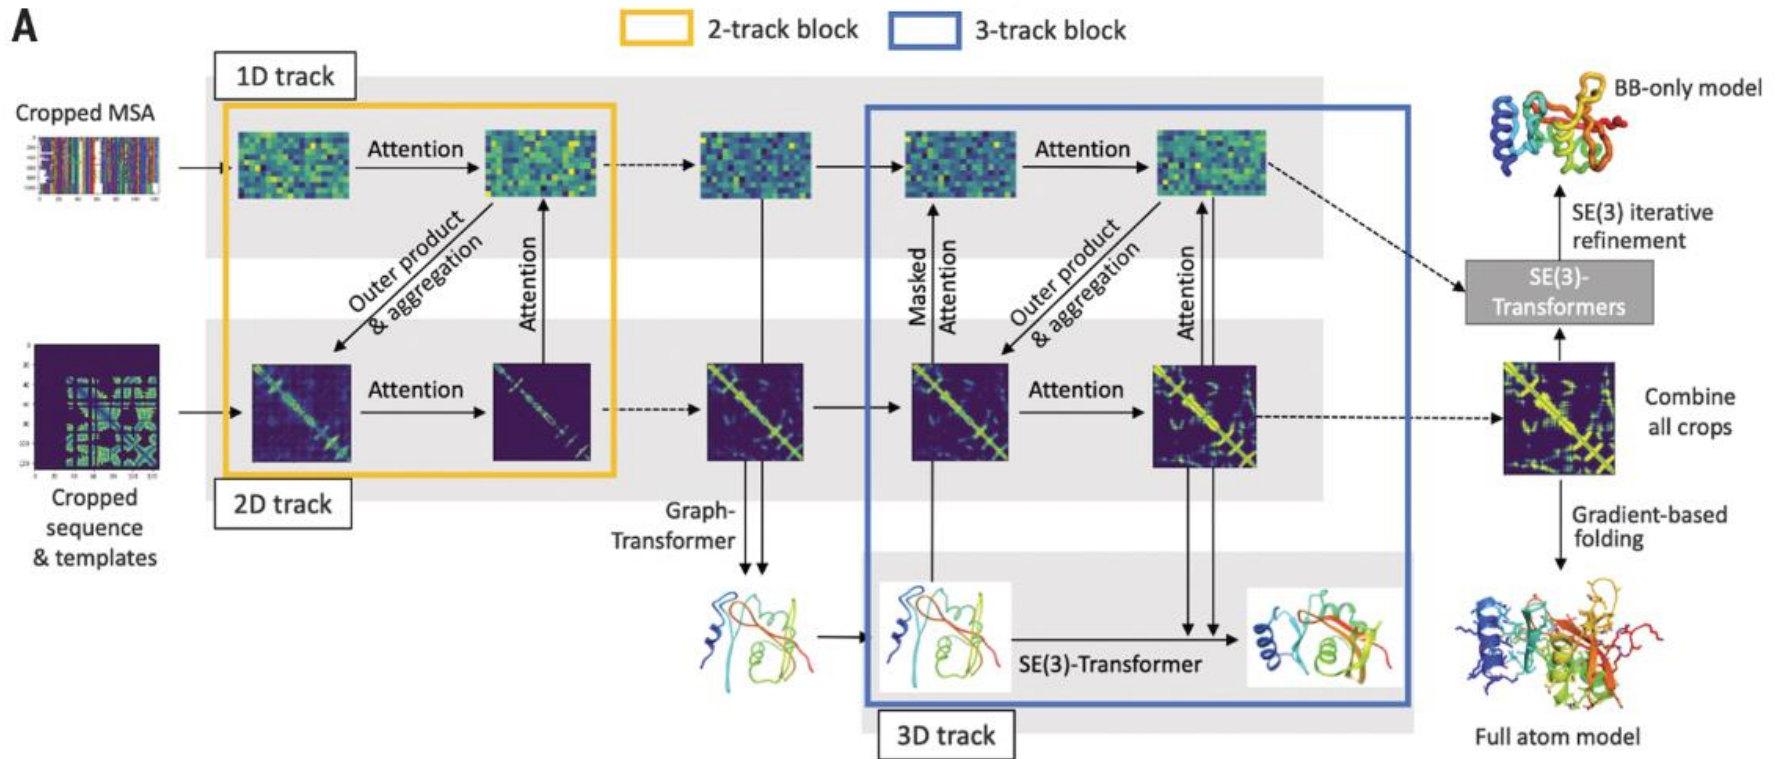 A
2-track block
3-track block
1D track
Cropped MSA
Attention
Attention
BB-only model
Outer product
& aggregation
Attention
Masked
Attention
Outer product
& aggregation
Attention
SE(3) iterative
refinement
SE(3)-
Transformers
Attention
Attention
Combine
all crops
Cropped
sequence
& templates
2D track
Graph-
Transformer
Gradient-based
folding
SE(3)-Transformer
3D track
Full atom model